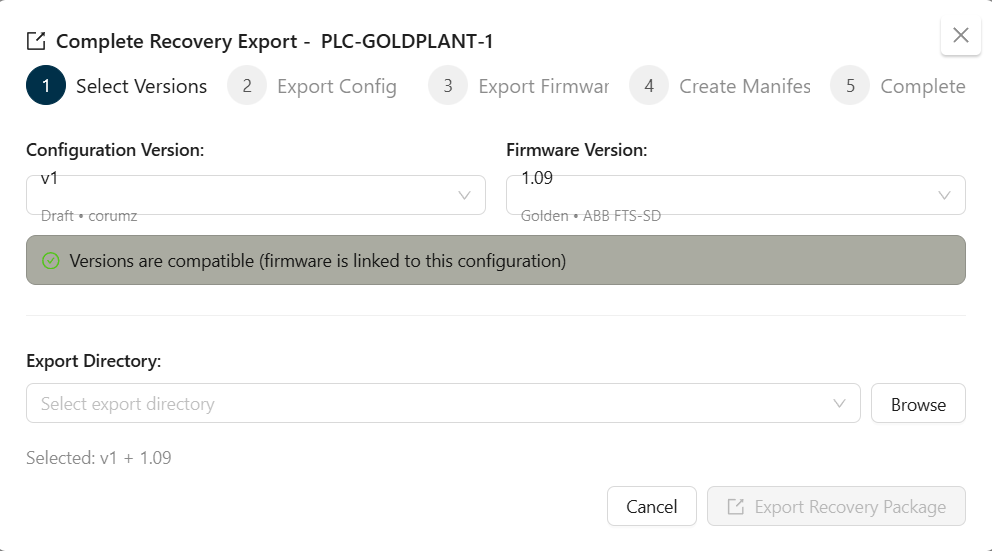 Complete Recovery Export - PLC-GOLDPLANT-1
1 Select Versions 2 Export Config 3 Export Firmwar 4 Create Manifes 5 Complete
Configuration Version: Firmware Version:
v1 1.09
Draft • corumz Golden • ABB FTS-SD
Versions are compatible (firmware is linked to this configuration)
Export Directory:
Select export directory Browse
Selected: v1 + 1.09
Cancel Export Recovery Package